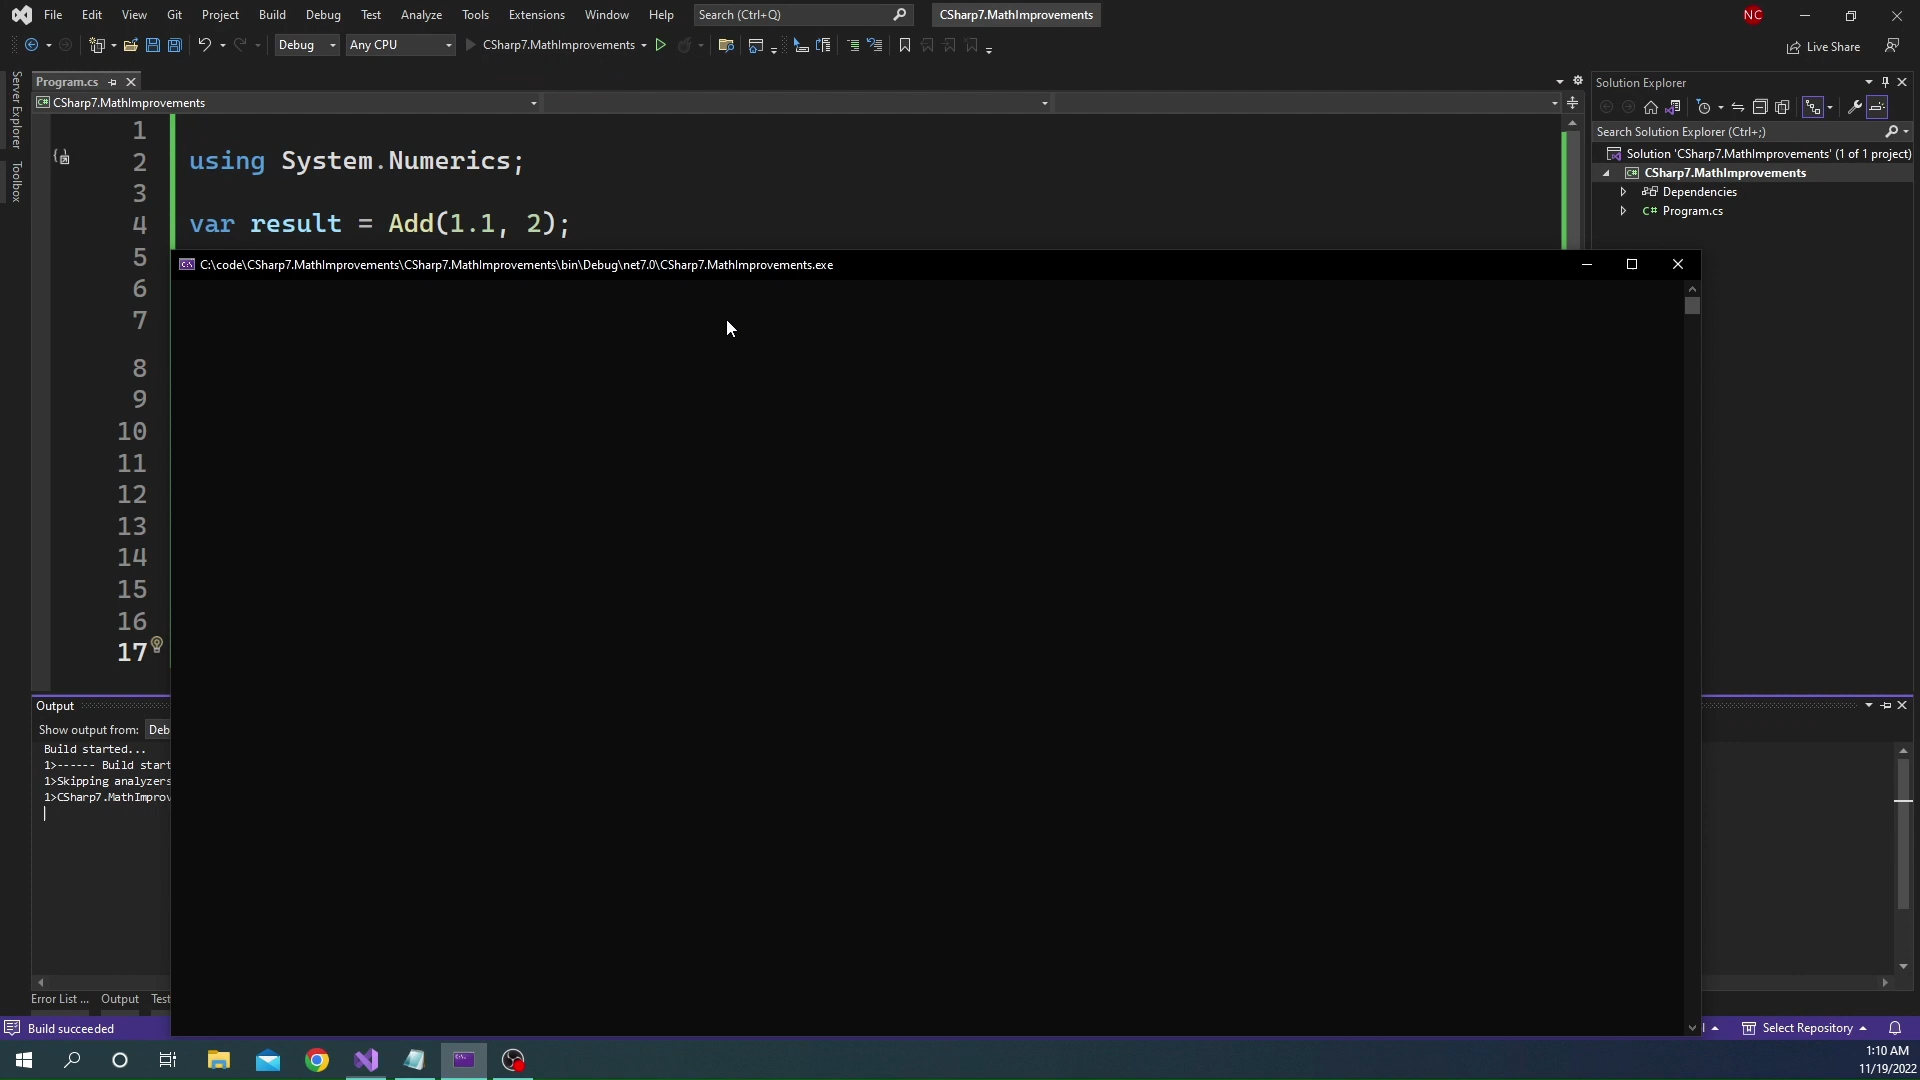 File Edit View Git Project Build Debug Test Analyze Tools Extensions Window Help Search (Ctrl+Q) CSharp7.MathImprovements NC
Debug Any CPU CSharp7.MathImprovements Live Share
Server Explorer
Toolbox
Program.cs
CSharp7.MathImprovements
1
2 using System.Numerics;
3
4 var result = Add(1.1, 2);
5
6
7
8
9
10
11
12
13
14
15
16
17
C:\code\CSharp7.MathImprovements\CSharp7.MathImprovements\bin\Debug\net7.0\CSharp7.MathImprovements.exe
Solution Explorer
Search Solution Explorer (Ctrl+;)
Solution 'CSharp7.MathImprovements' (1 of 1 project)
CSharp7.MathImprovements
Dependencies
C# Program.cs
Output
Show output from: Deb
Build started...
1>------ Build start
1>Skipping analyzers
1>CSharp7.MathImprov
Error List ... Output Test
Build succeeded
Select Repository
1:10 AM
11/19/2022